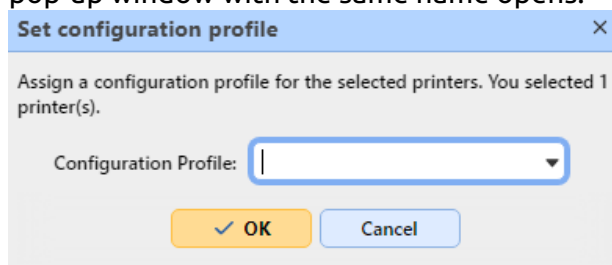 pop-up window with the same name opens.
Set configuration profile
Assign a configuration profile for the selected printers. You selected 1
printer(s).
Configuration Profile:
OK
Cancel